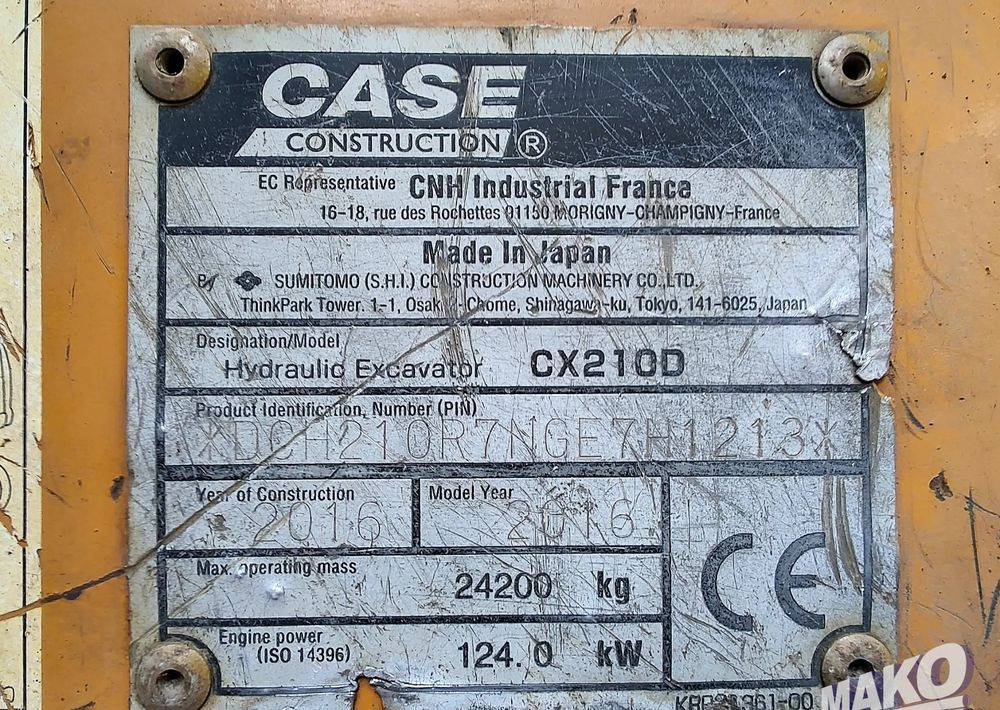 CASE
CONSTRUCTION ®
EC Representative CNH Industrial France
16-18, rue des Rochettes 91150 MORIGNY-CHAMPIGNY-France
Made In Japan
By SUMITOMO (S.H.I.) CONSTRUCTION MACHINERY CO.,LTD.
ThinkPark Tower. 1-1, Osaki 2-Chome, Shinagawa-ku, Tokyo, 141-6025, Japan
Designation/Model
Hydraulic Excavator CX210D
Product Identification, Number (PIN)
*DCH210R7NGE7H1213*
Year of Construction Model Year
2016 2016
CE
Max. operating mass 24200 kg
Engine power
(ISO 14396) 124.0 kW
MAKO